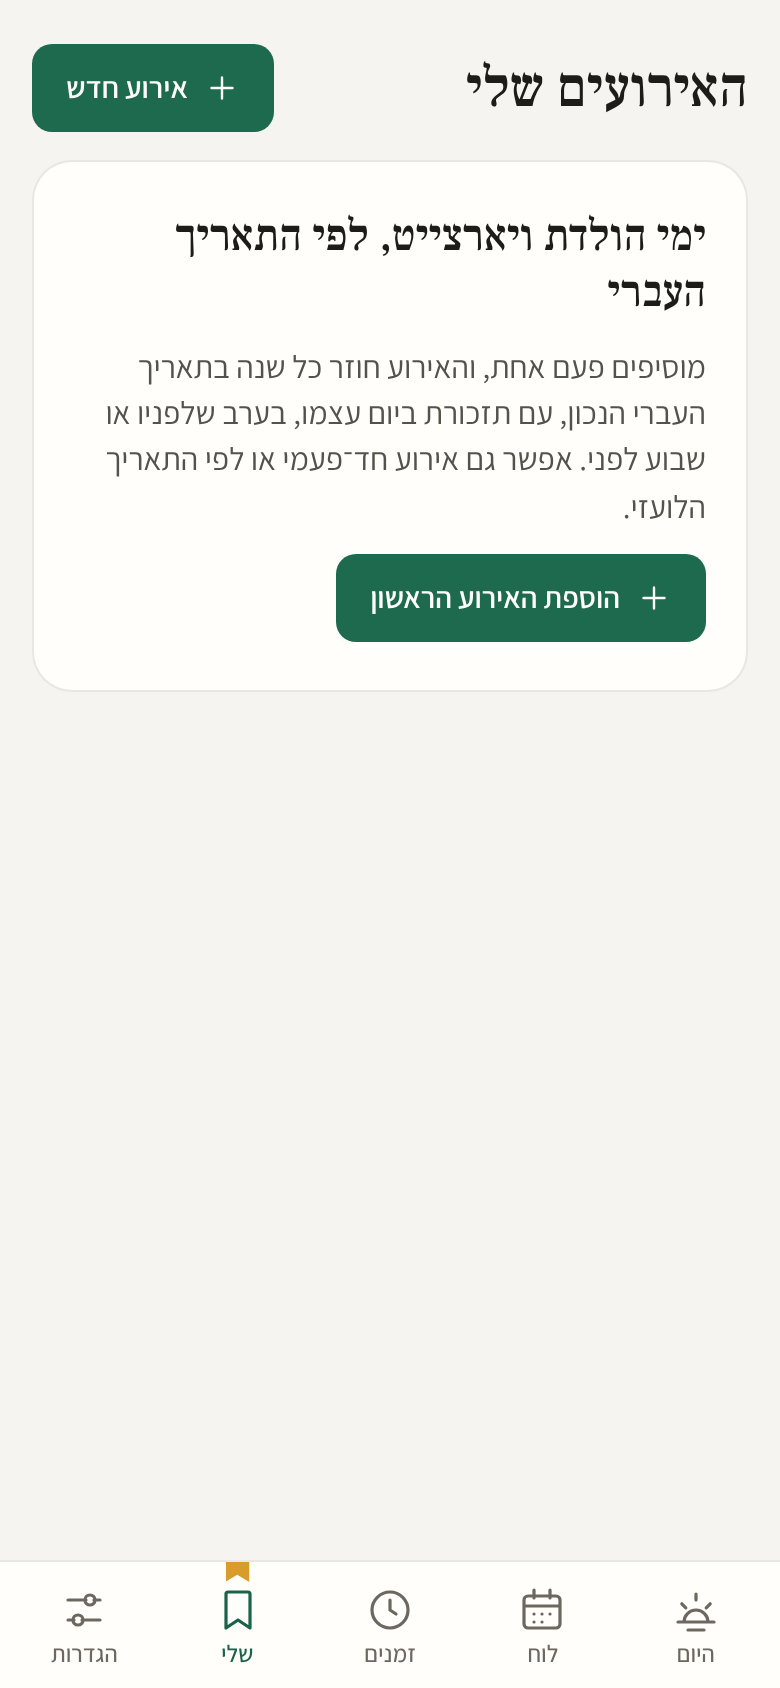 האירועים שלי
אירוע חדש
ימי הולדת ויארצייט, לפי התאריך
העברי
מוסיפים פעם אחת, והאירוע חוזר כל שנה בתאריך
העברי הנכון, עם תזכורת ביום עצמו, בערב שלפניו או
שבוע לפני. אפשר גם אירוע חד־פעמי או לפי התאריך
הלועזי.
הוספת האירוע הראשון
היום
לוח
זמנים
שלי
הגדרות